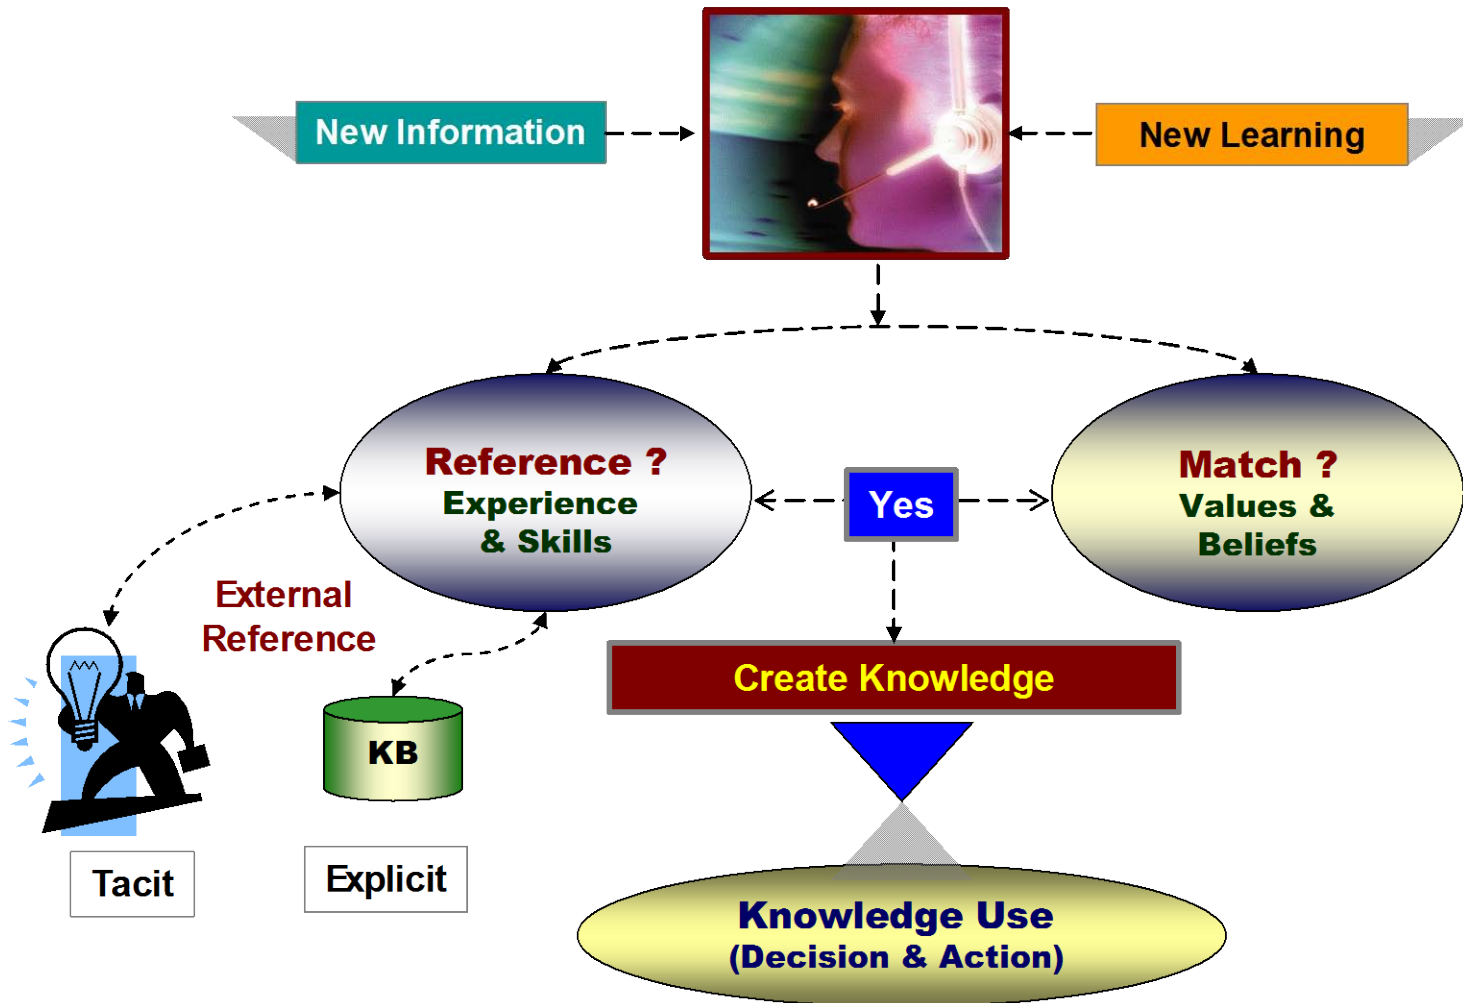 New Information
New Learning
Reference ?
Experience
& Skills
Yes
Match ?
Values &
Beliefs
External
Reference
Create Knowledge
KB
Tacit
Explicit
Knowledge Use
(Decision & Action)